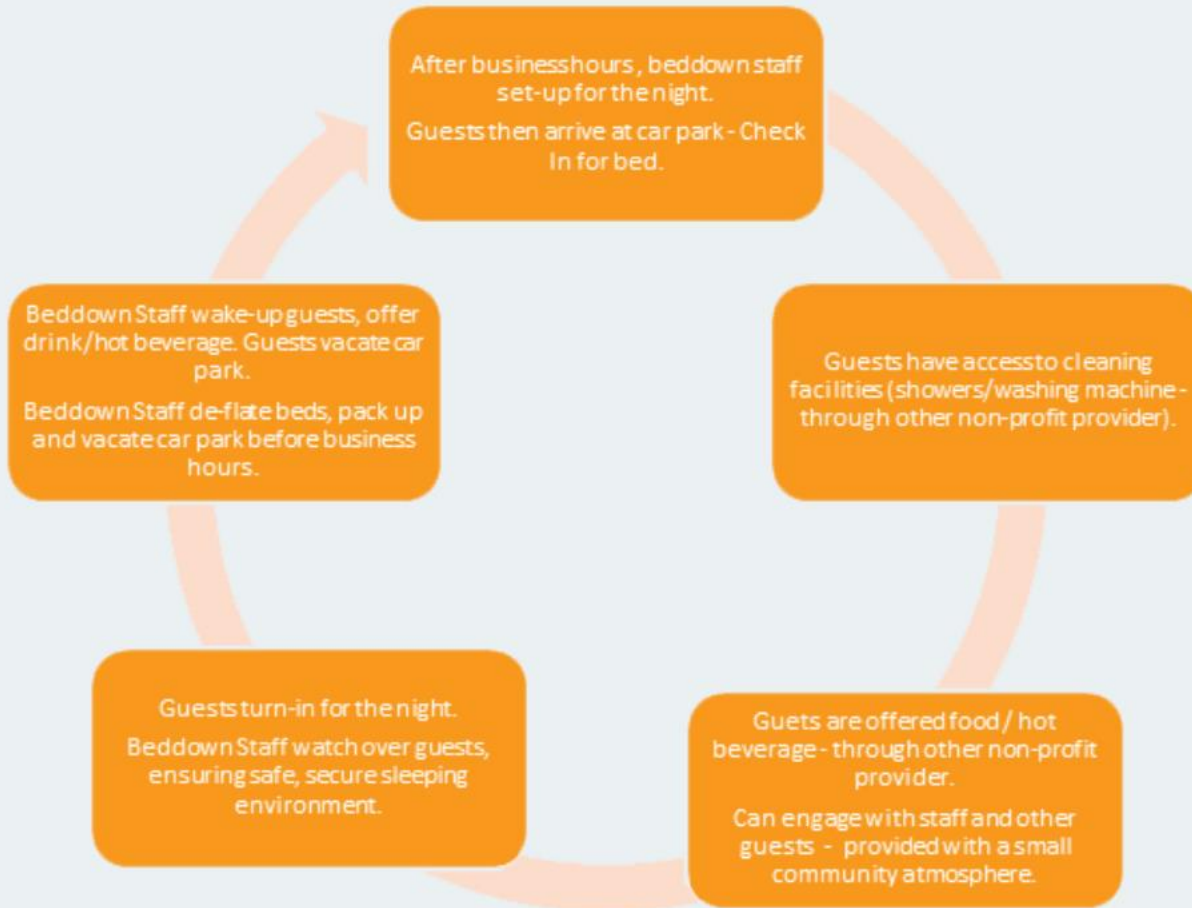 After business hours, beddown staff
set-up for the night.
Guests then arrive at car park - Check
In for bed.
Guests have access to cleaning
facilities (showers/washing machine -
through other non-profit provider).
Guets are offered food / hot
beverage - through other non-profit
provider.
Can engage with staff and other
guests - provided with a small
community atmosphere.
Guests turn-in for the night.
Beddown Staff watch over guests,
ensuring safe, secure sleeping
environment.
Beddown Staff wake-up guests, offer
drink/hot beverage. Guests vacate car
park.
Beddown Staff de-flate beds, pack up
and vacate car park before business
hours.